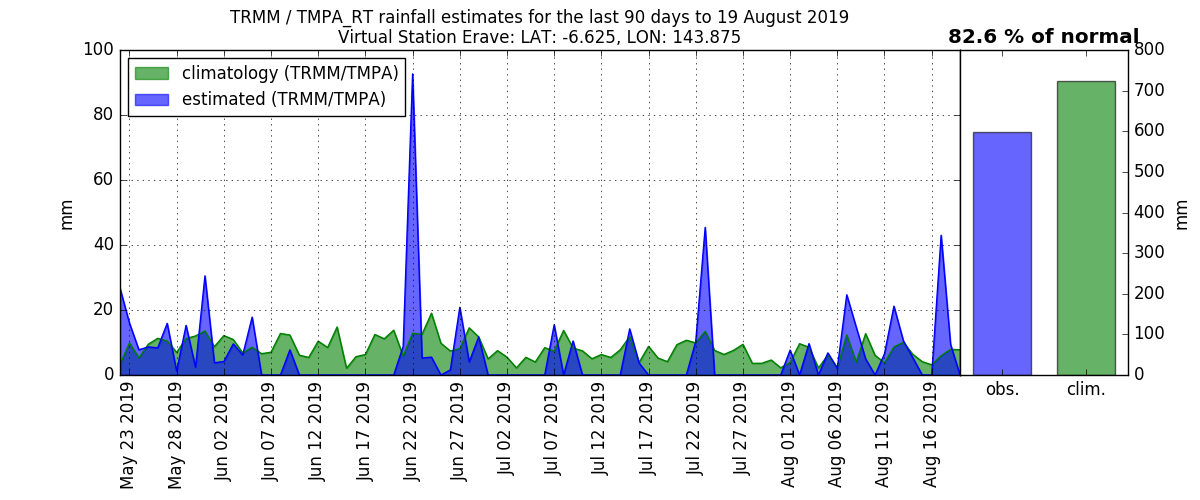 TRMM / TMPA_RT rainfall estimates for the last 90 days to 19 August 2019
Virtual Station Erave: LAT: -6.625, LON: 143.875
82.6 % of normal
climatology (TRMM/TMPA)
estimated (TRMM/TMPA)
100
80
60
40
20
0
mm
May 23 2019
May 28 2019
Jun 02 2019
Jun 07 2019
Jun 12 2019
Jun 17 2019
Jun 22 2019
Jun 27 2019
Jul 02 2019
Jul 07 2019
Jul 12 2019
Jul 17 2019
Jul 22 2019
Jul 27 2019
Aug 01 2019
Aug 06 2019
Aug 11 2019
Aug 16 2019
obs.
clim.
800
700
600
500
400
300
200
100
0
mm